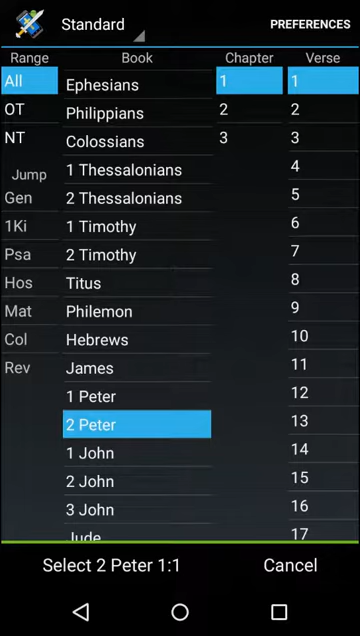 Standard
PREFERENCES
Range
Book
Chapter
Verse
All
OT
NT
Jump
Gen
1Ki
Psa
Hos
Mat
Col
Rev
Ephesians
Philippians
Colossians
1 Thessalonians
2 Thessalonians
1 Timothy
2 Timothy
Titus
Philemon
Hebrews
James
1 Peter
2 Peter
1 John
2 John
3 John
Jude
1
2
3
1
2
3
4
5
6
7
8
9
10
11
12
13
14
15
16
17
Select 2 Peter 1:1
Cancel